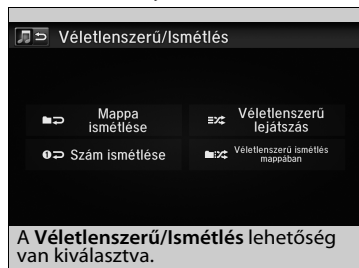 Véletlenszerű/Ismétlés
Mappa
ismétlése
Véletlenszerű
lejátszás
Szám ismétlése
Véletlenszerű ismétlés
mappában
A Véletlenszerű/Ismétlés lehetőség
van kiválasztva.